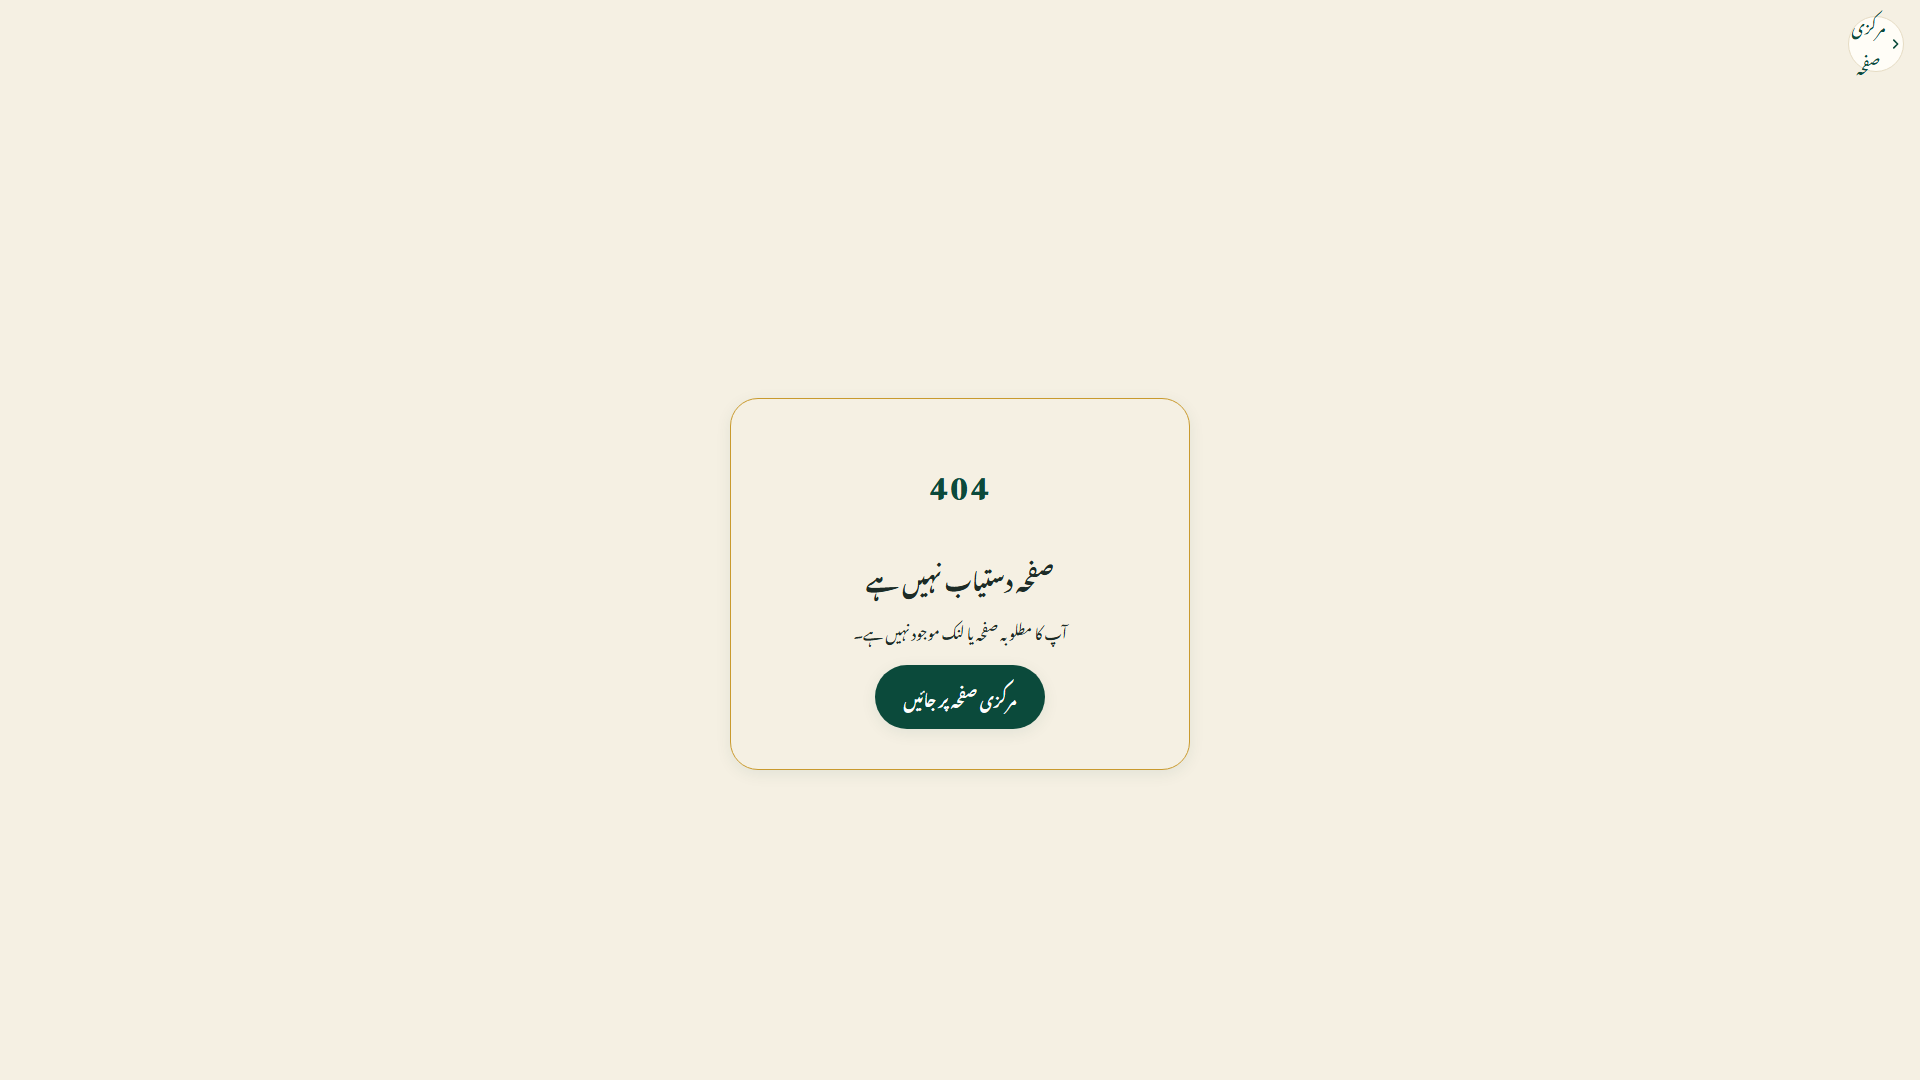 مرکزی
صفحہ
404
صفحہ دستیاب نہیں ہے
آپ کا مطلوبہ صفحہ یا لنک موجود نہیں ہے۔
مرکزی صفحہ پر جائیں